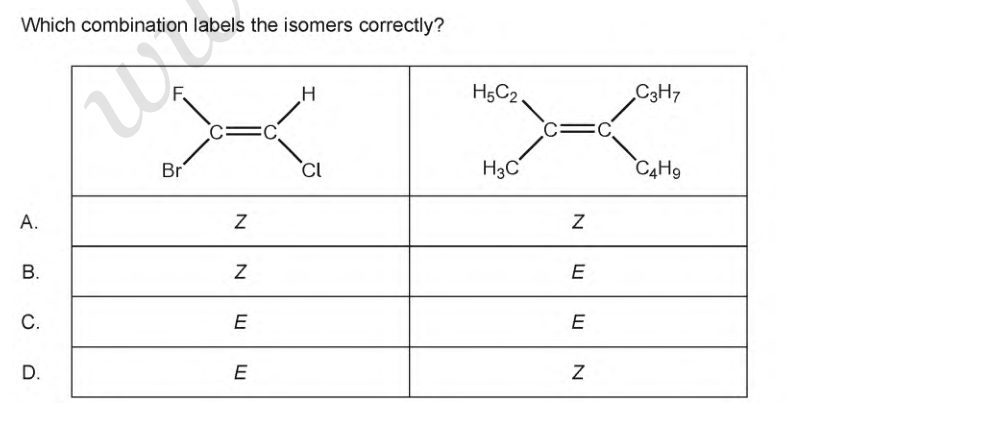 Which combination labels the isomers correctly?
F H H5C2 C3H7
C=C C=C
Br Cl H3C C4H9
A. Z Z
B. Z E
C. E E
D. E Z